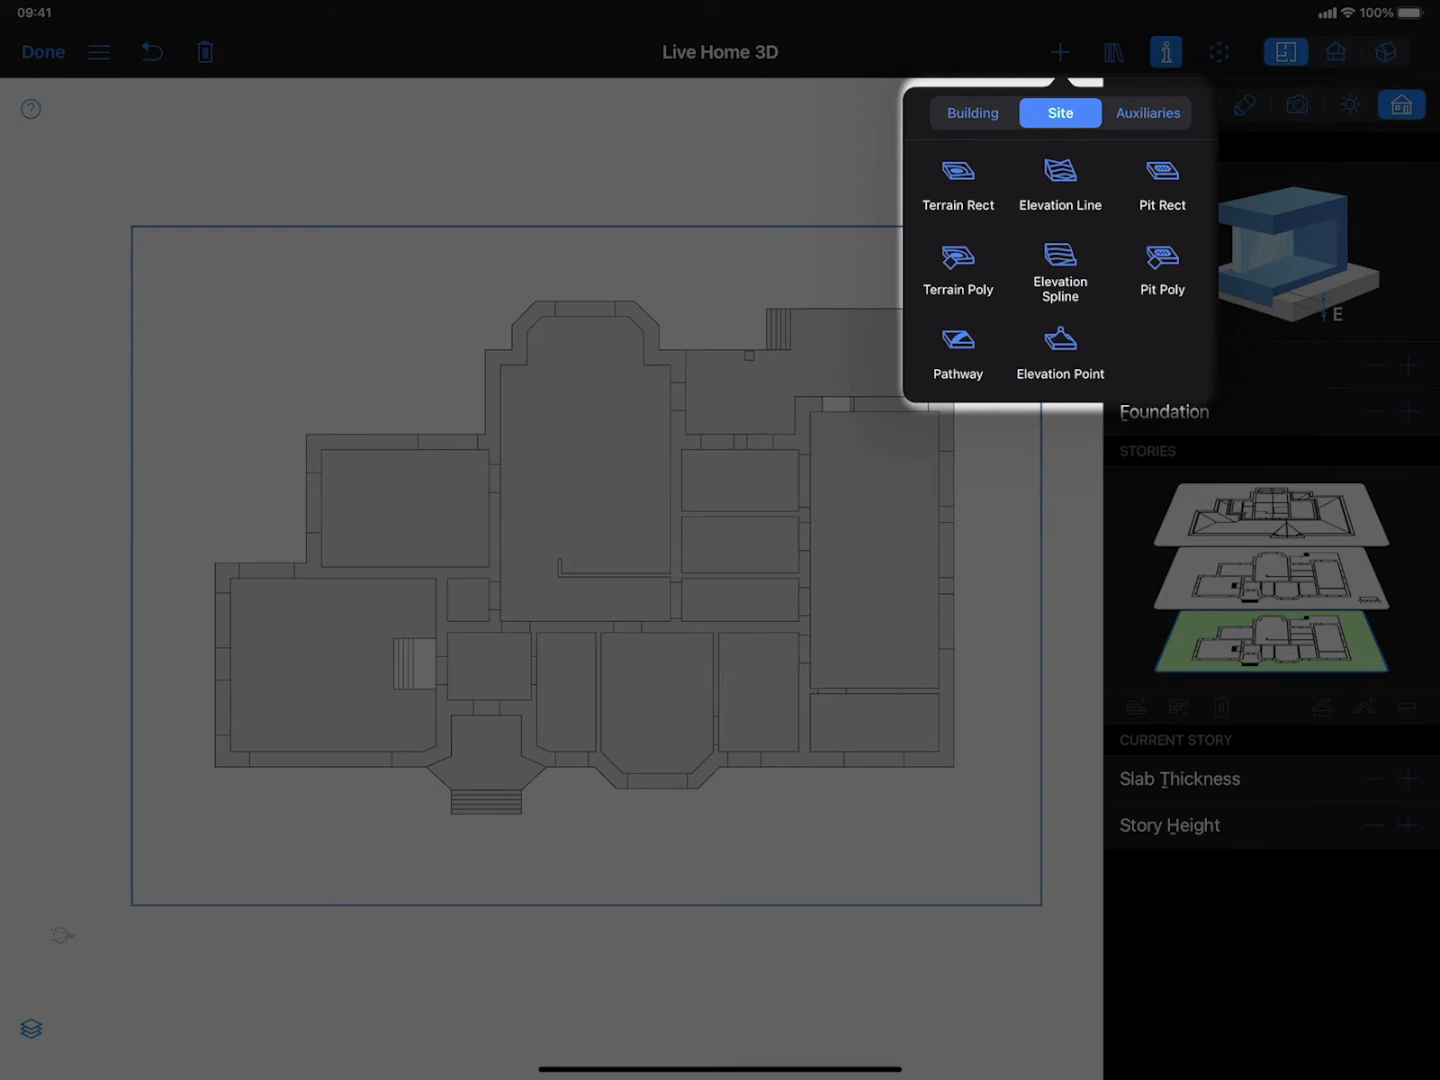 09:41
100%
Done
Live Home 3D
Building
Site
Auxiliaries
Terrain Rect
Elevation Line
Pit Rect
Terrain Poly
Elevation
Spline
Pit Poly
Pathway
Elevation Point
E
Foundation
STORIES
CURRENT STORY
Slab Thickness
Story Height